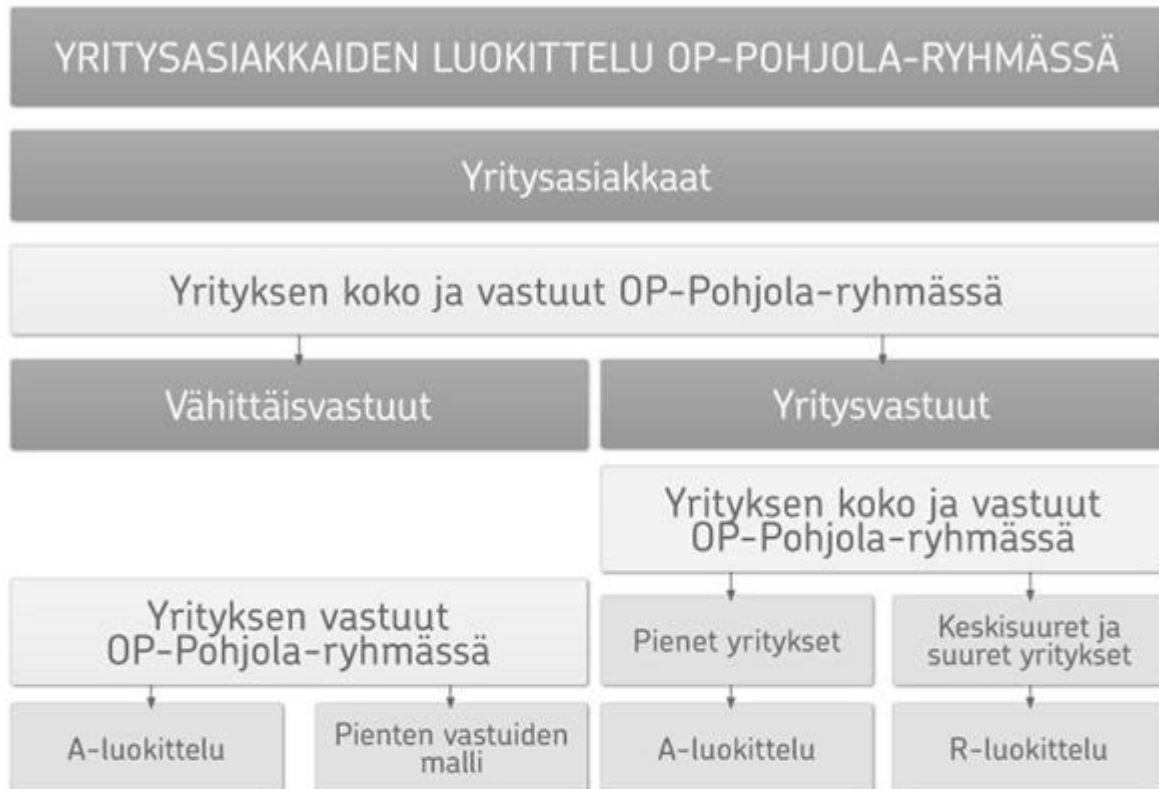 YRITYSASIAKKAIDEN LUOKITTELU OP-POHJOLA-RYHMÄSSÄ
Yritysasiakkaat
Yrityksen koko ja vastuut OP-Pohjola-ryhmässä
Vähittäisvastuut
Yritysvastuut
Yrityksen koko ja vastuut
OP-Pohjola-ryhmässä
Yrityksen vastuut
OP-Pohjola-ryhmässä
Pienet yritykset
Keskisuuret ja
suuret yritykset
A-luokittelu
Pienten vastuiden
malli
A-luokittelu
R-luokittelu